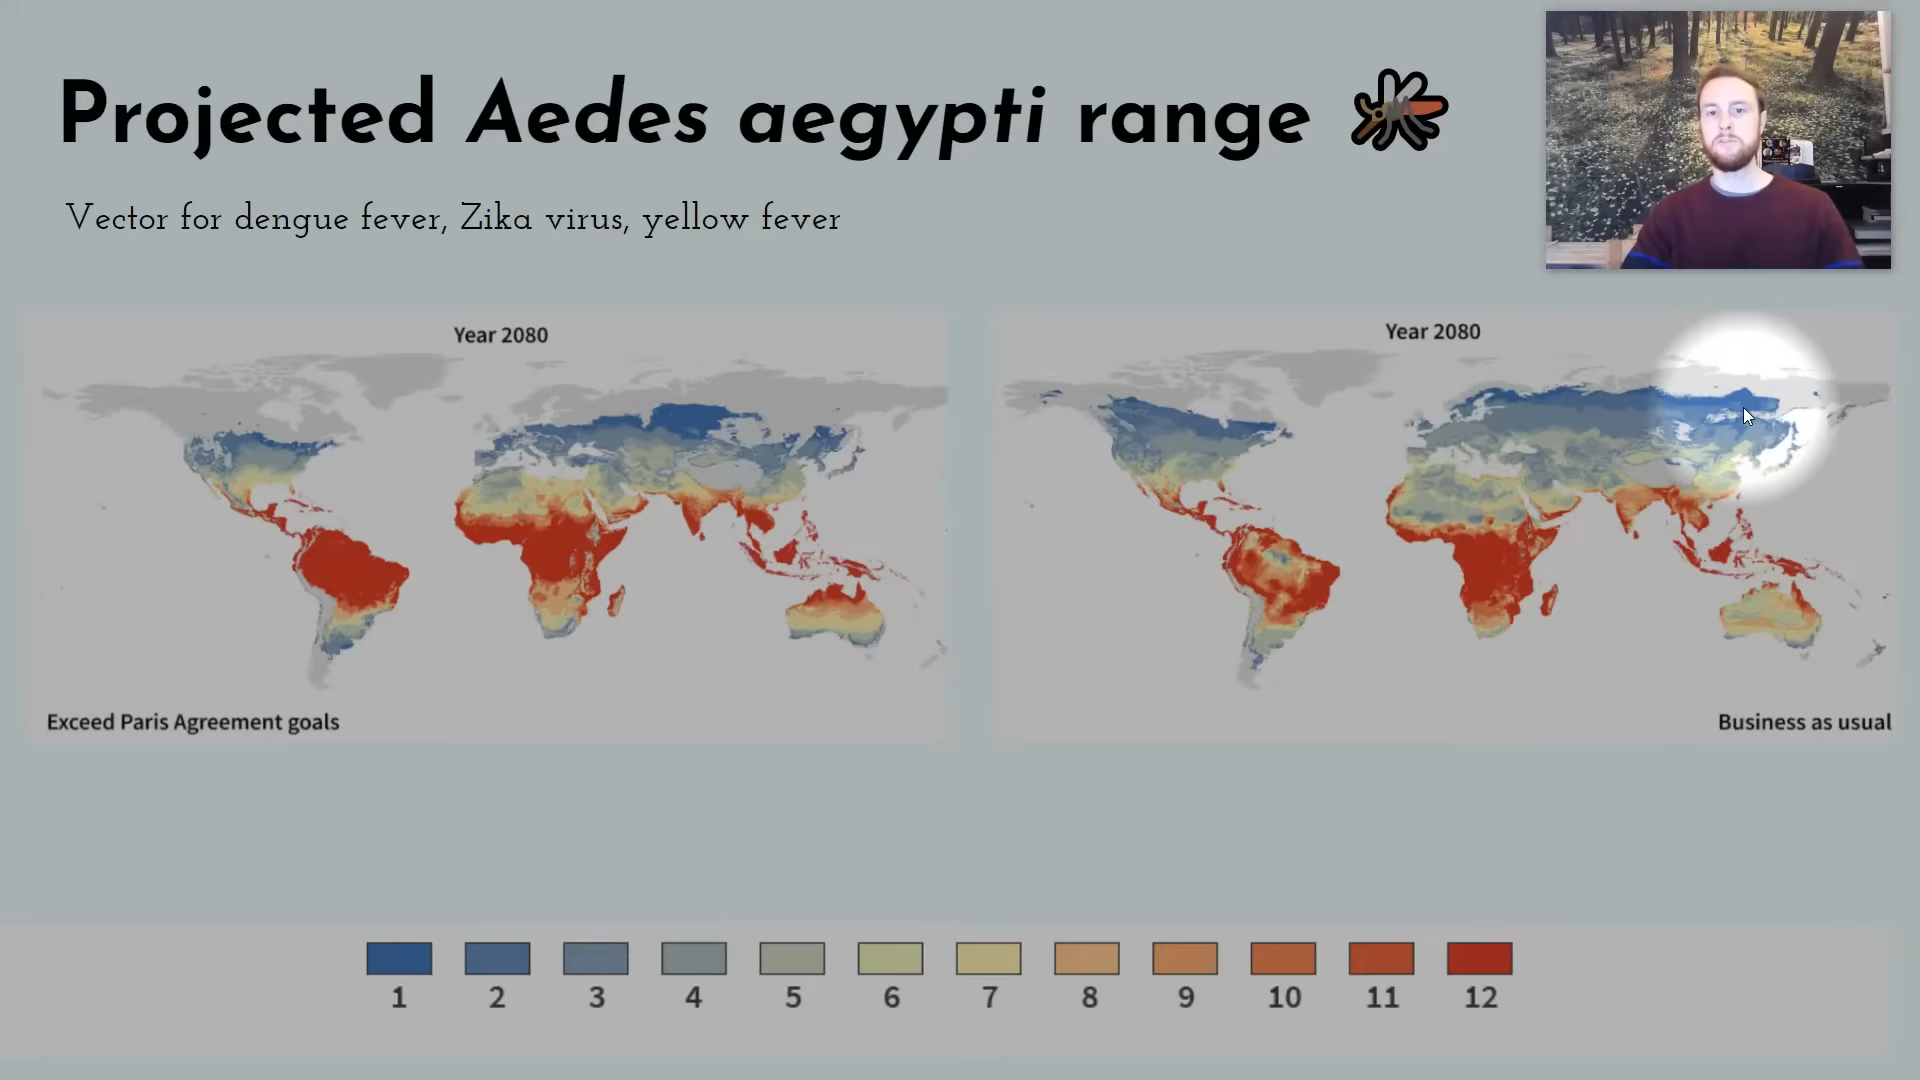 Projected Aedes aegypti range
Vector for dengue fever, Zika virus, yellow fever
Year 2080
Exceed Paris Agreement goals
Year 2080
Business as usual
1 2 3 4 5 6 7 8 9 10 11 12